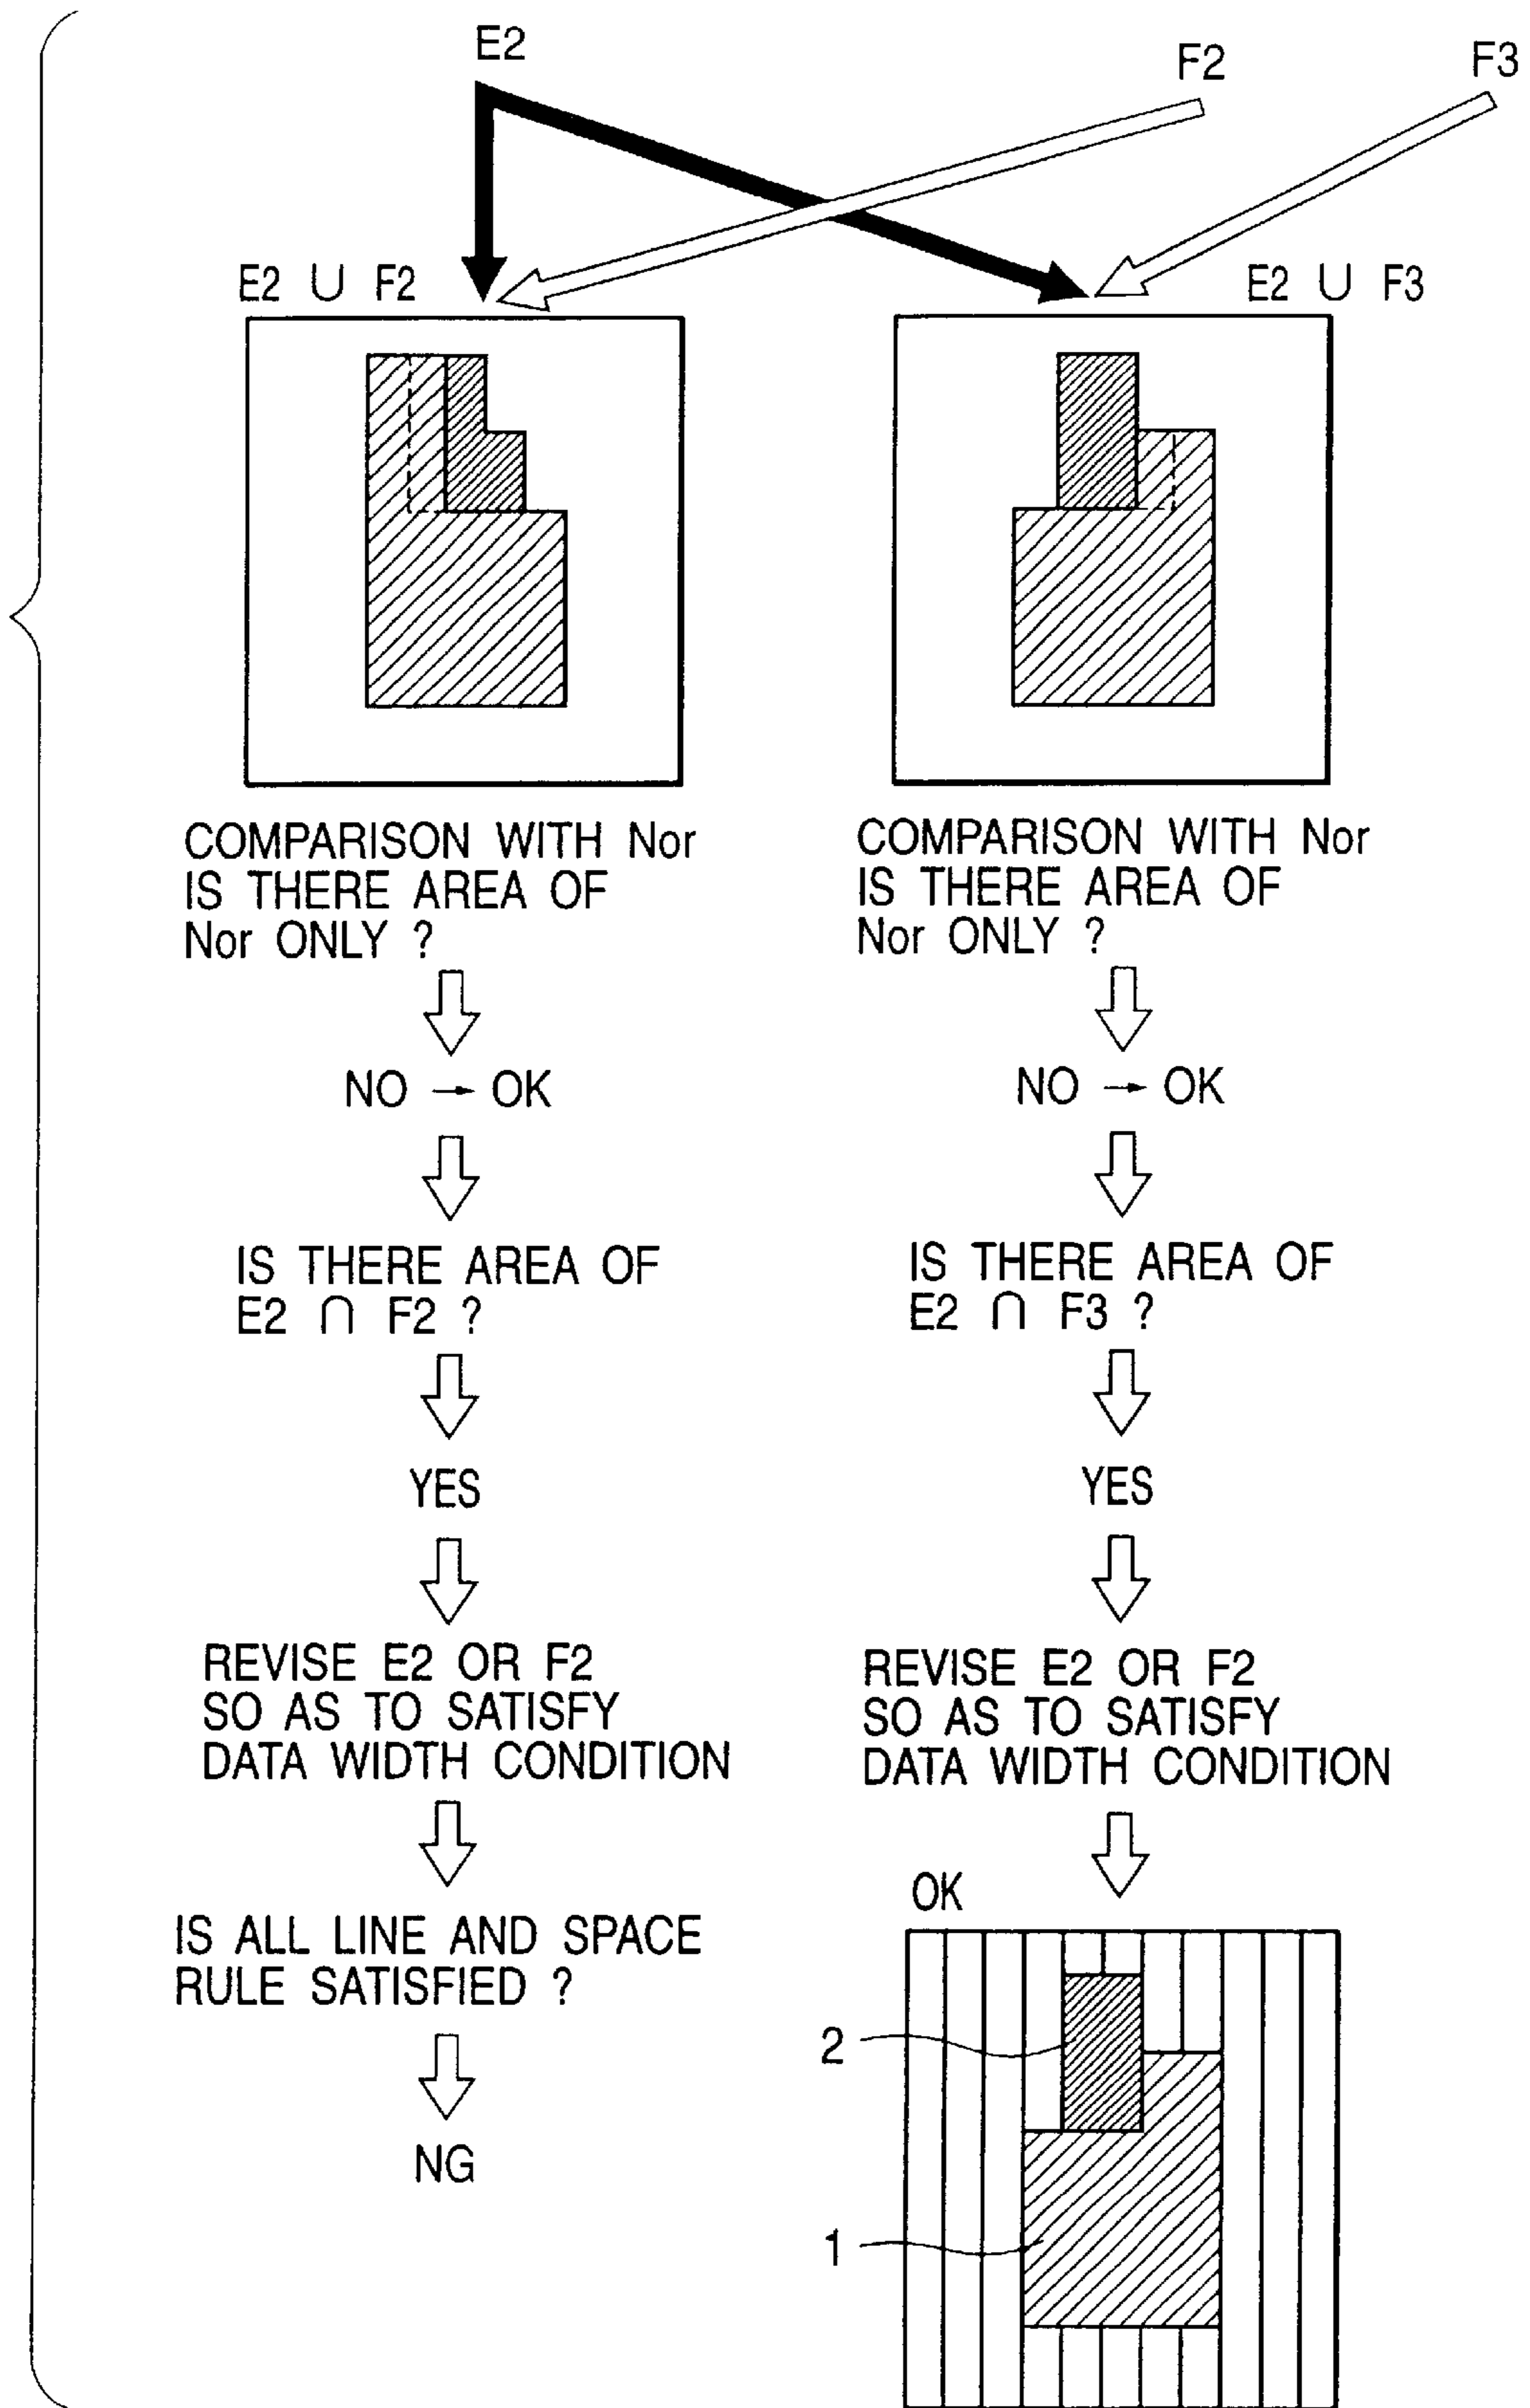 E2
F2
F3
E2 ∪ F2
E2 ∪ F3
COMPARISON WITH Nor
IS THERE AREA OF
Nor ONLY ?
NO → OK
IS THERE AREA OF
E2 ∩ F2 ?
YES
REVISE E2 OR F2
SO AS TO SATISFY
DATA WIDTH CONDITION
IS ALL LINE AND SPACE
RULE SATISFIED ?
NG
COMPARISON WITH Nor
IS THERE AREA OF
Nor ONLY ?
NO → OK
IS THERE AREA OF
E2 ∩ F3 ?
YES
REVISE E2 OR F2
SO AS TO SATISFY
DATA WIDTH CONDITION
OK
2
1